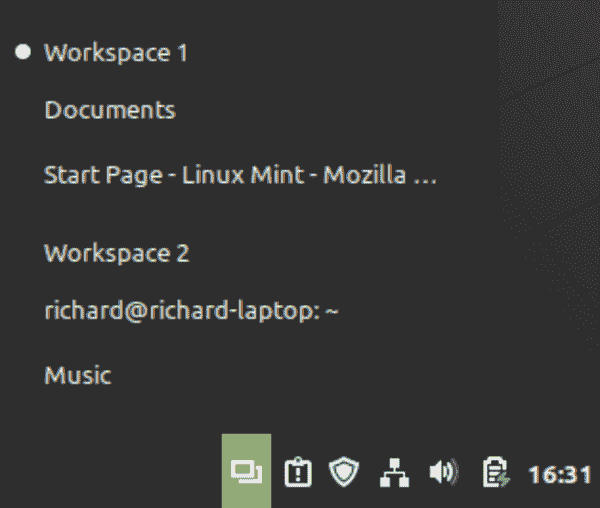 Workspace 1
Documents
Start Page - Linux Mint - Mozilla ...
Workspace 2
richard@richard-laptop: ~
Music
16:31